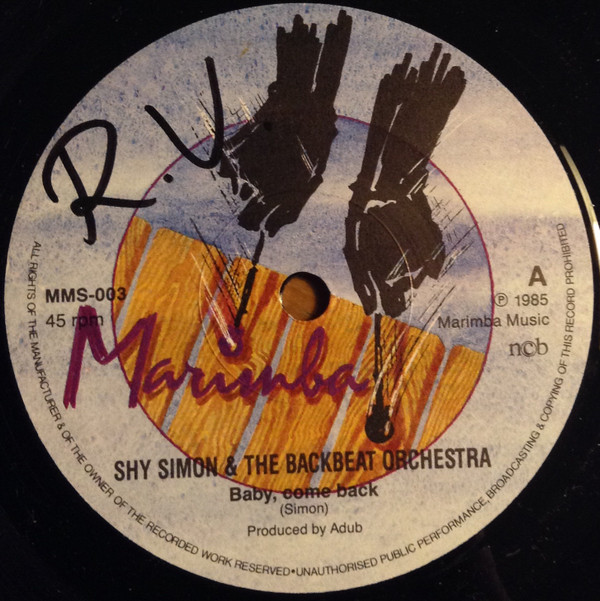 R.V.
MMS-003
45 rpm
A
℗ 1985
Marimba Music
ncb
Marimba
SHY SIMON & THE BACKBEAT ORCHESTRA
Baby, come back
(Simon)
Produced by Adub
ALL RIGHTS OF THE MANUFACTURER & OF THE OWNER OF THE RECORDED WORK RESERVED•UNAUTHORISED PUBLIC PERFORMANCE, BROADCASTING & COPYING OF THIS RECORD PROHIBITED